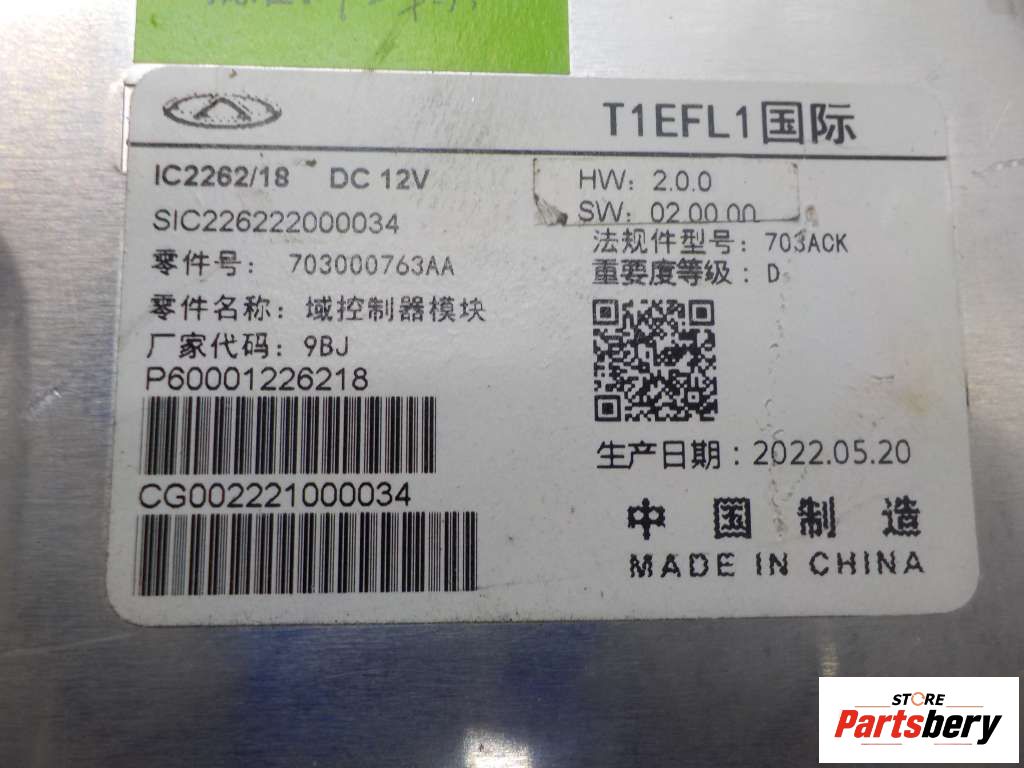 T1EFL1国际
IC2262/18 DC 12V
SIC226222000034
零件号: 703000763AA
零件名称: 域控制器模块
厂家代码: 9BJ
P60001226218
CG002221000034
HW: 2.0.0
SW: 02.00.00
法规件型号: 703ACK
重要度等级: D
生产日期: 2022.05.20
中国制造
MADE IN CHINA
STORE
Partsbery